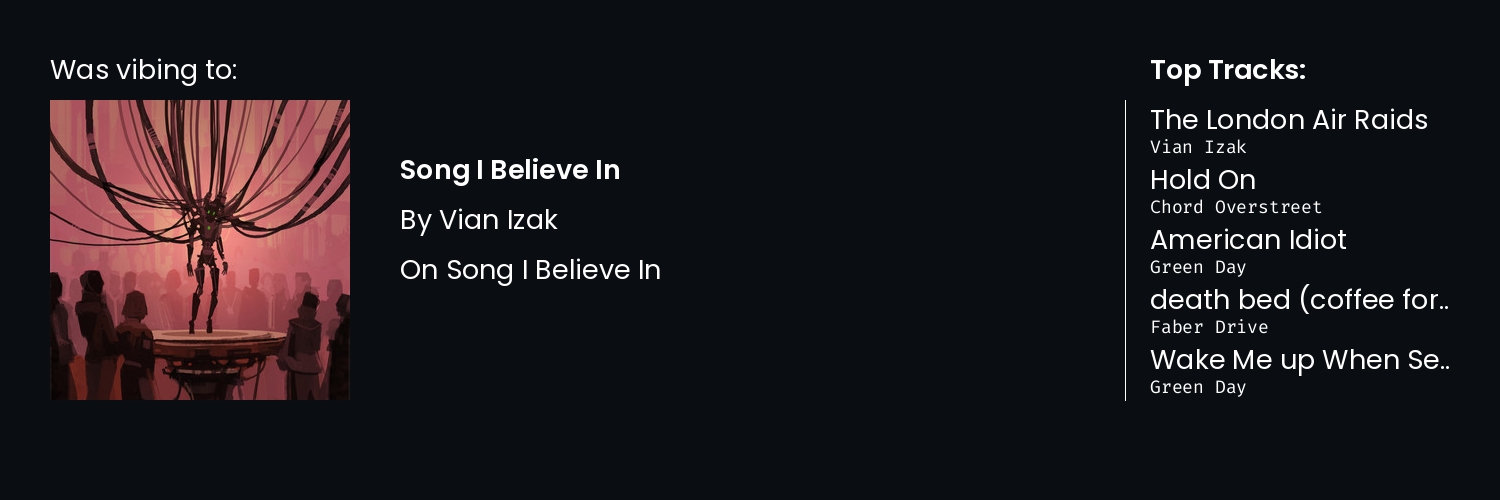 Was vibing to:
Song I Believe In
By Vian Izak
On Song I Believe In
Top Tracks:
The London Air Raids
Vian Izak
Hold On
Chord Overstreet
American Idiot
Green Day
death bed (coffee for..
Faber Drive
Wake Me up When Se..
Green Day